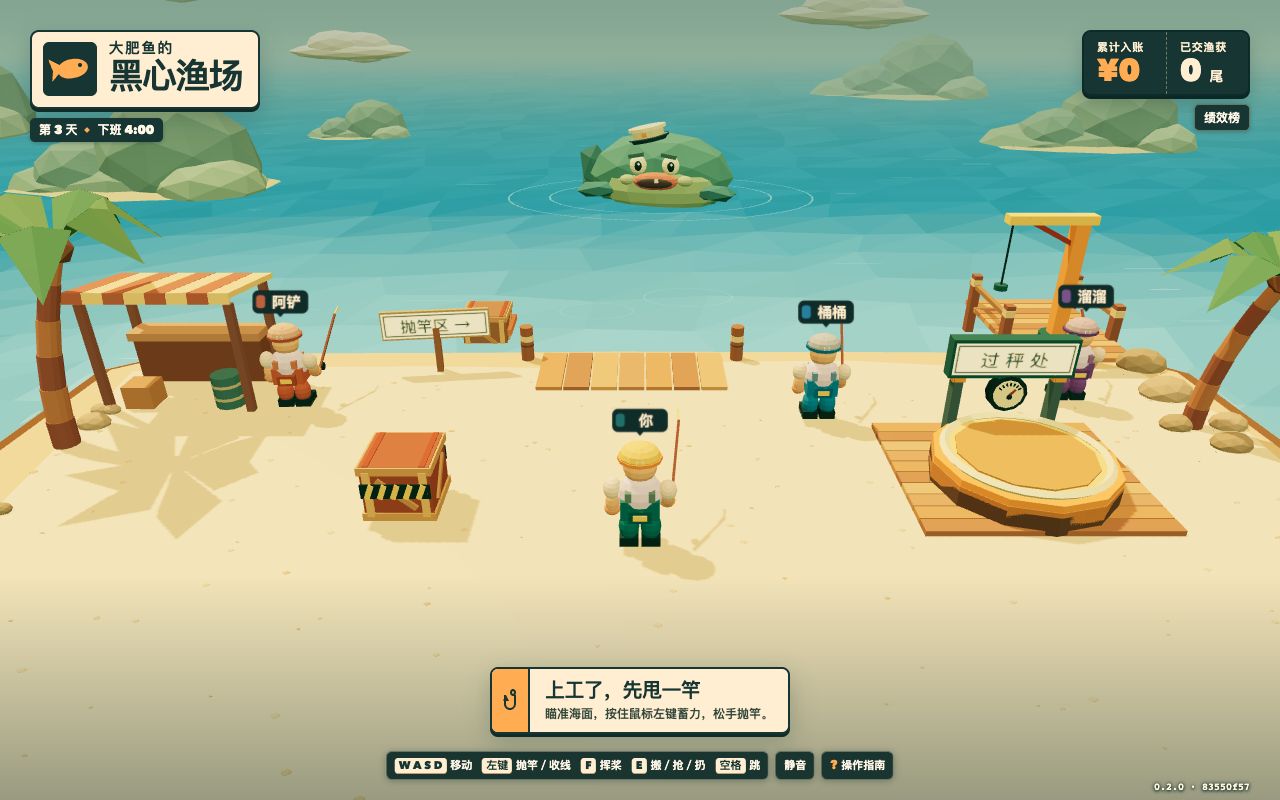 大肥鱼的
黑心渔场
第 3 天 ◆ 下班 4:00
累计入账
¥0
已交渔获
0 尾
绩效榜
阿铲
抛竿区 →
桶桶
溜溜
过秤处
你
上工了，先甩一竿
瞄准海面，按住鼠标左键蓄力，松手抛竿。
WASD 移动 左键 抛竿 / 收线 F 挥桨 E 搬 / 抢 / 扔 空格 跳
静音
? 操作指南
0.2.0 · 83550f57